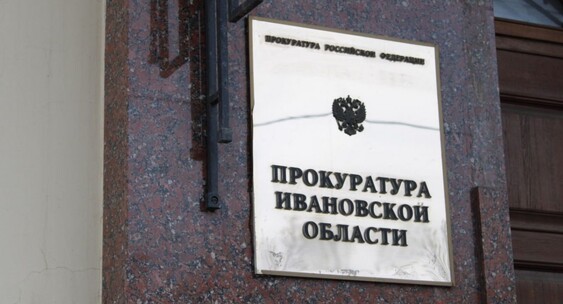 ПРОКУРАТУРА РОССИЙСКОЙ ФЕДЕРАЦИИ
ПРОКУРАТУРА
ИВАНОВСКОЙ
ОБЛАСТИ